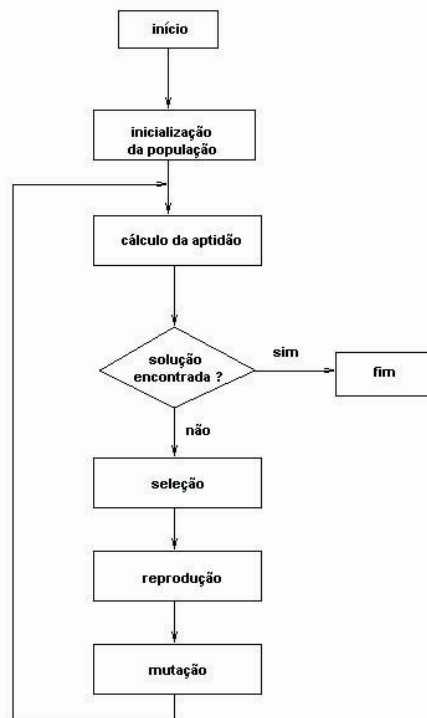 início
inicialização
da população
cálculo da aptidão
solução
encontrada ?
sim
fim
não
seleção
reprodução
mutação